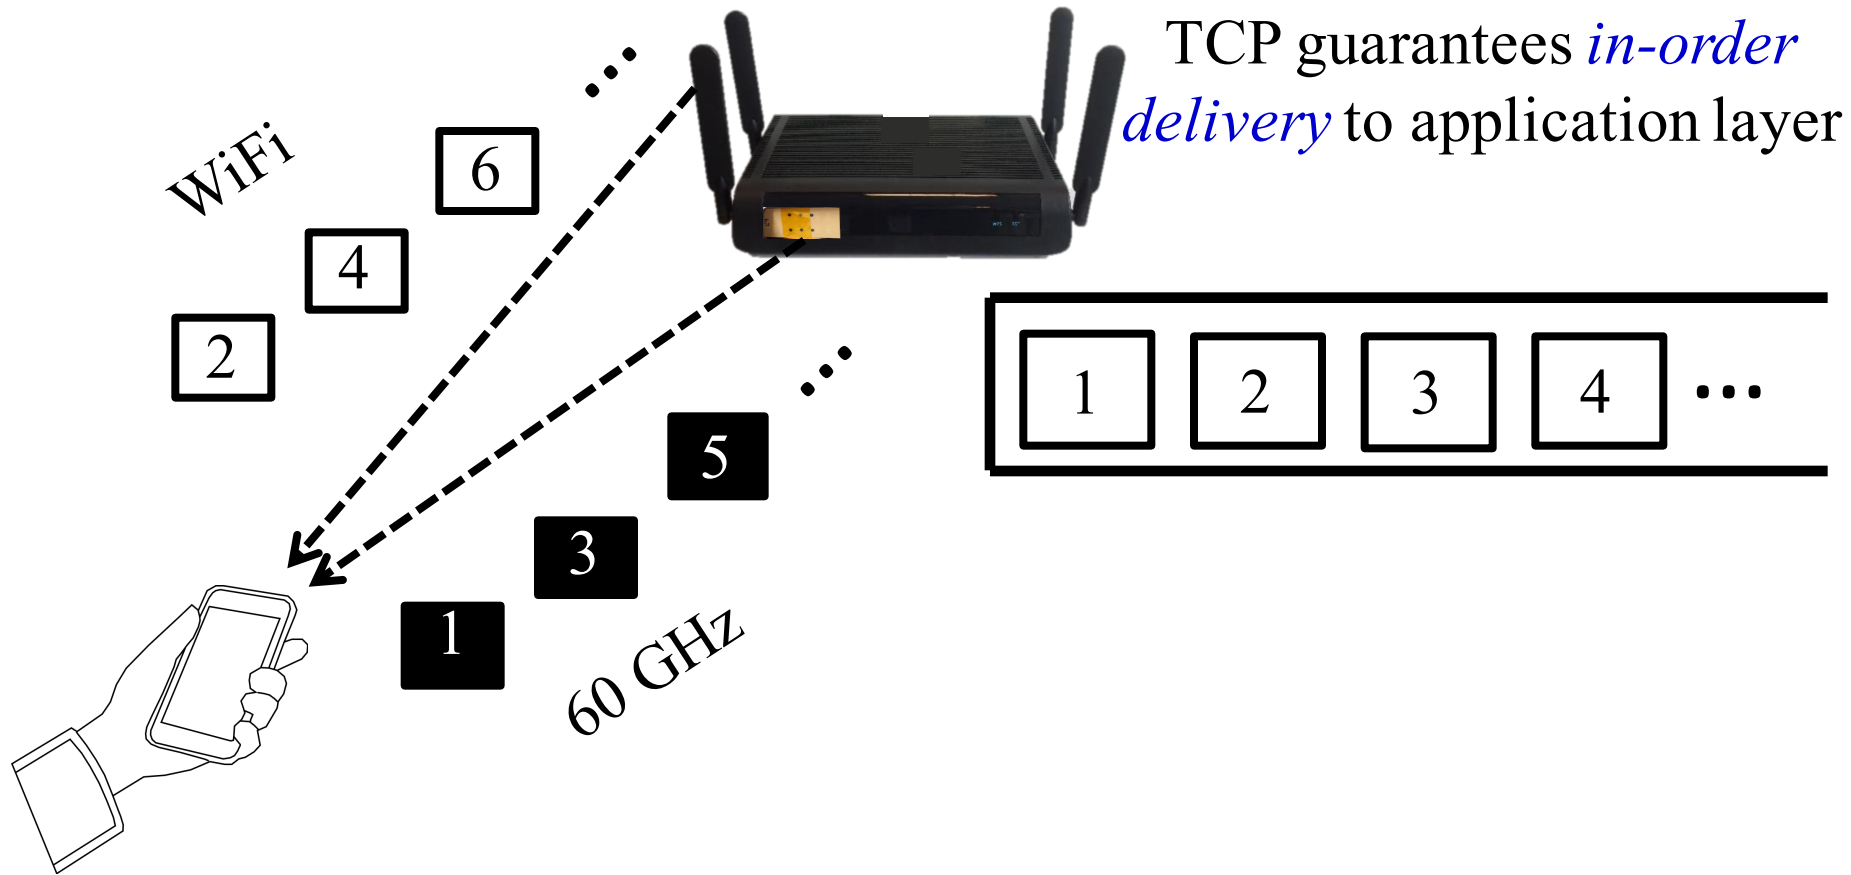 TCP guarantees in-order
delivery to application layer
WiFi
6
4
2
1 2 3 4 ...
5
3
1
60 GHz